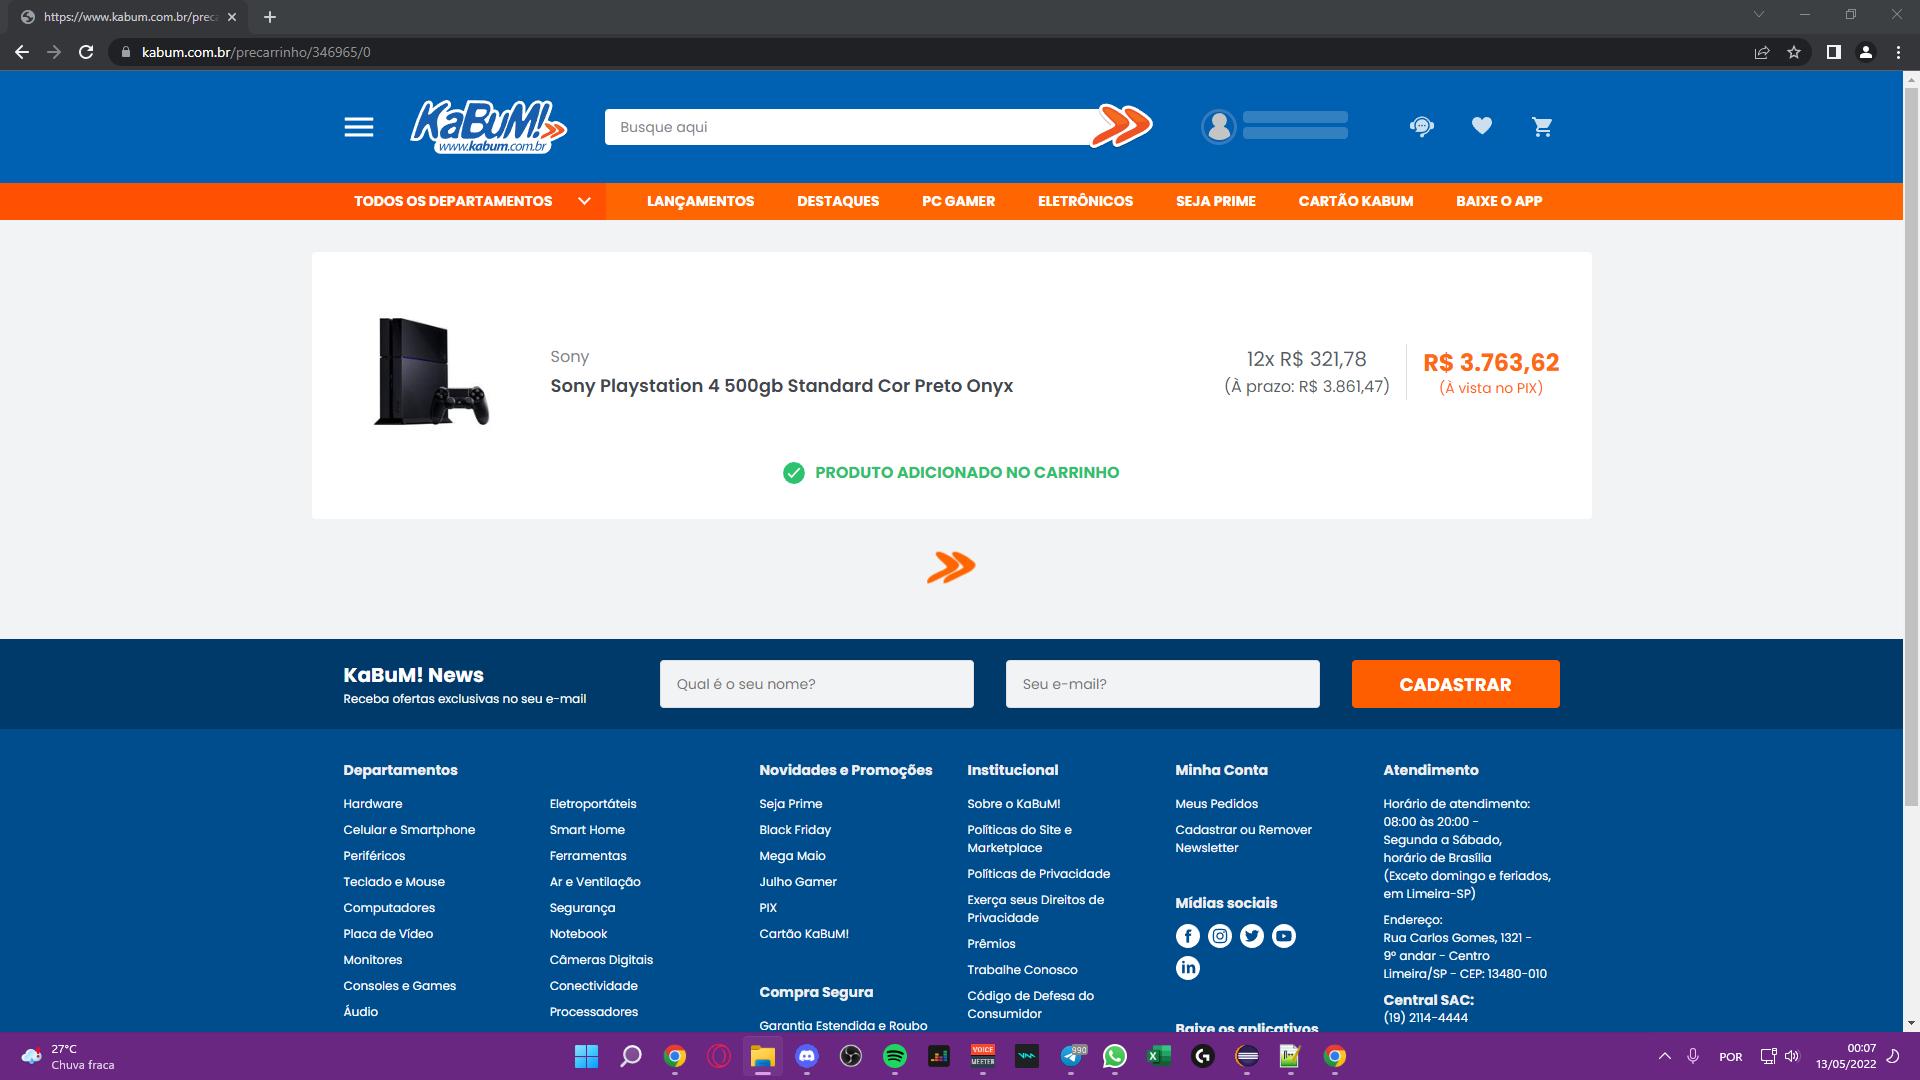 https://www.kabum.com.br/preca
kabum.com.br/precarrinho/346965/0
KaBuM!
www.kabum.com.br
Busque aqui
TODOS OS DEPARTAMENTOS
LANÇAMENTOS
DESTAQUES
PC GAMER
ELETRÔNICOS
SEJA PRIME
CARTÃO KABUM
BAIXE O APP
Sony
Sony Playstation 4 500gb Standard Cor Preto Onyx
12x R$ 321,78
(À prazo: R$ 3.861,47)
R$ 3.763,62
(À vista no PIX)
PRODUTO ADICIONADO NO CARRINHO
KaBuM! News
Receba ofertas exclusivas no seu e-mail
Qual é o seu nome?
Seu e-mail?
CADASTRAR
Departamentos
Hardware
Celular e Smartphone
Periféricos
Teclado e Mouse
Computadores
Placa de Vídeo
Monitores
Consoles e Games
Áudio
Eletroportáteis
Smart Home
Ferramentas
Ar e Ventilação
Segurança
Notebook
Câmeras Digitais
Conectividade
Processadores
Novidades e Promoções
Seja Prime
Black Friday
Mega Maio
Julho Gamer
PIX
Cartão KaBuM!
Compra Segura
Garantia Estendida e Roubo
Institucional
Sobre o KaBuM!
Políticas do Site e
Marketplace
Políticas de Privacidade
Exerça seus Direitos de
Privacidade
Prêmios
Trabalhe Conosco
Código de Defesa do
Consumidor
Minha Conta
Meus Pedidos
Cadastrar ou Remover
Newsletter
Mídias sociais
Baixe os aplicativos
Atendimento
Horário de atendimento:
08:00 às 20:00 -
Segunda a Sábado,
horário de Brasília
(Exceto domingo e feriados,
em Limeira-SP)
Endereço:
Rua Carlos Gomes, 1321 -
9º andar - Centro
Limeira/SP - CEP: 13480-010
Central SAC:
(19) 2114-4444
27°C
Chuva fraca
VOICE
MEETER
990
POR
00:07
13/05/2022